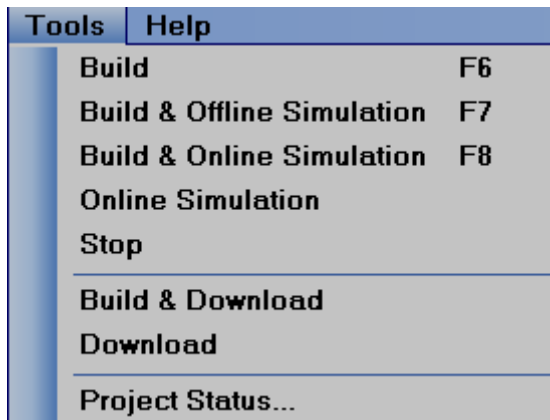 Tools Help
Build F6
Build & Offline Simulation F7
Build & Online Simulation F8
Online Simulation
Stop
Build & Download
Download
Project Status...